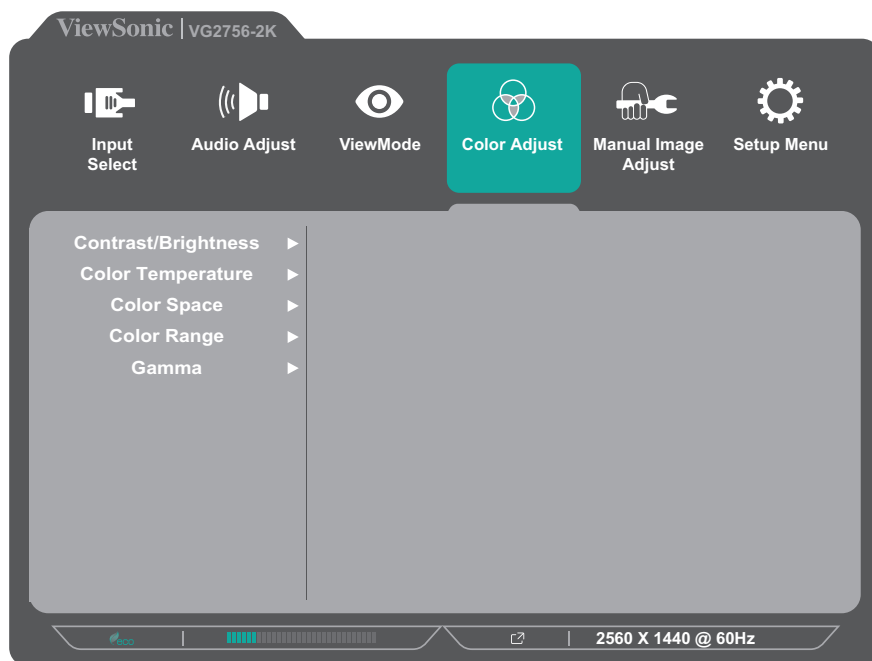 ViewSonic | VG2756-2K
Input
Select
Audio Adjust
ViewMode
Color Adjust
Manual Image
Adjust
Setup Menu
Contrast/Brightness
Color Temperature
Color Space
Color Range
Gamma
eco
2560 X 1440 @ 60Hz